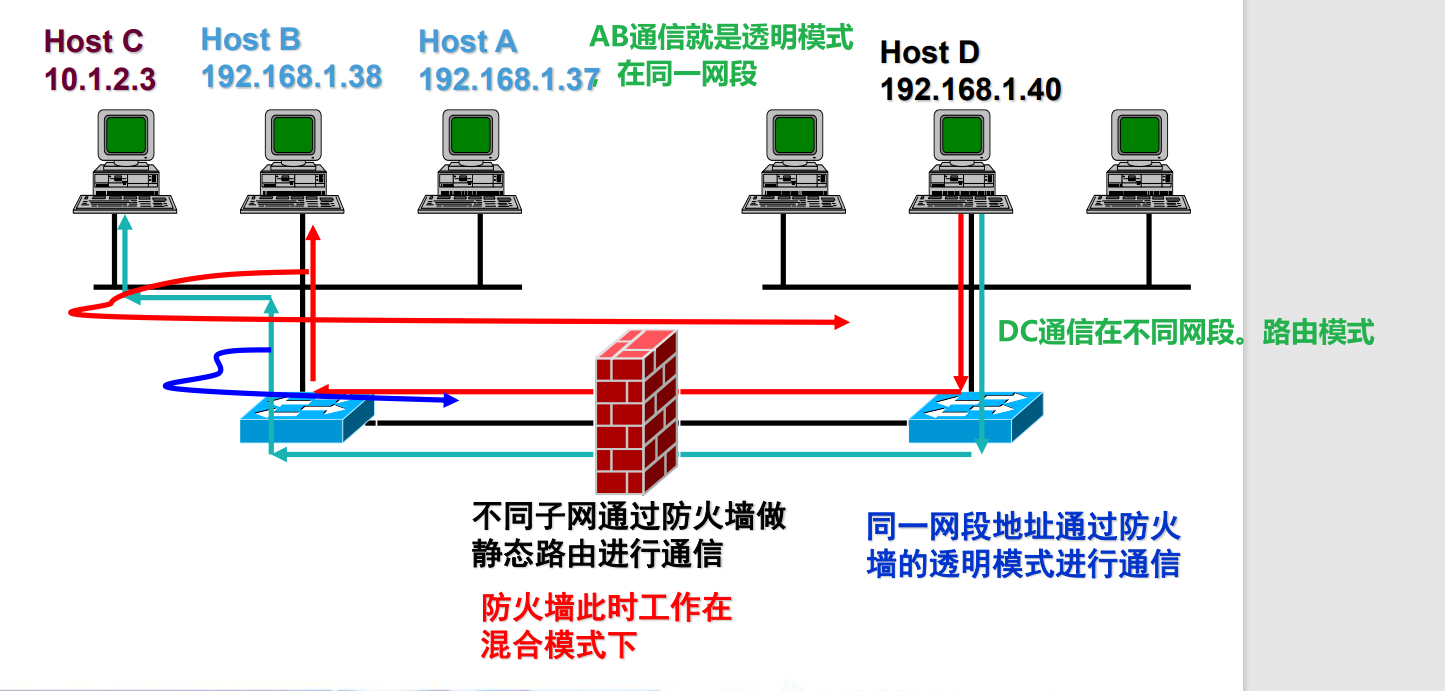 Host C
10.1.2.3
Host B
192.168.1.38
Host A
192.168.1.37
AB通信就是透明模式
，在同一网段
Host D
192.168.1.40
DC通信在不同网段。路由模式
不同子网通过防火墙做
静态路由进行通信
同一网段地址通过防火
墙的透明模式进行通信
防火墙此时工作在
混合模式下